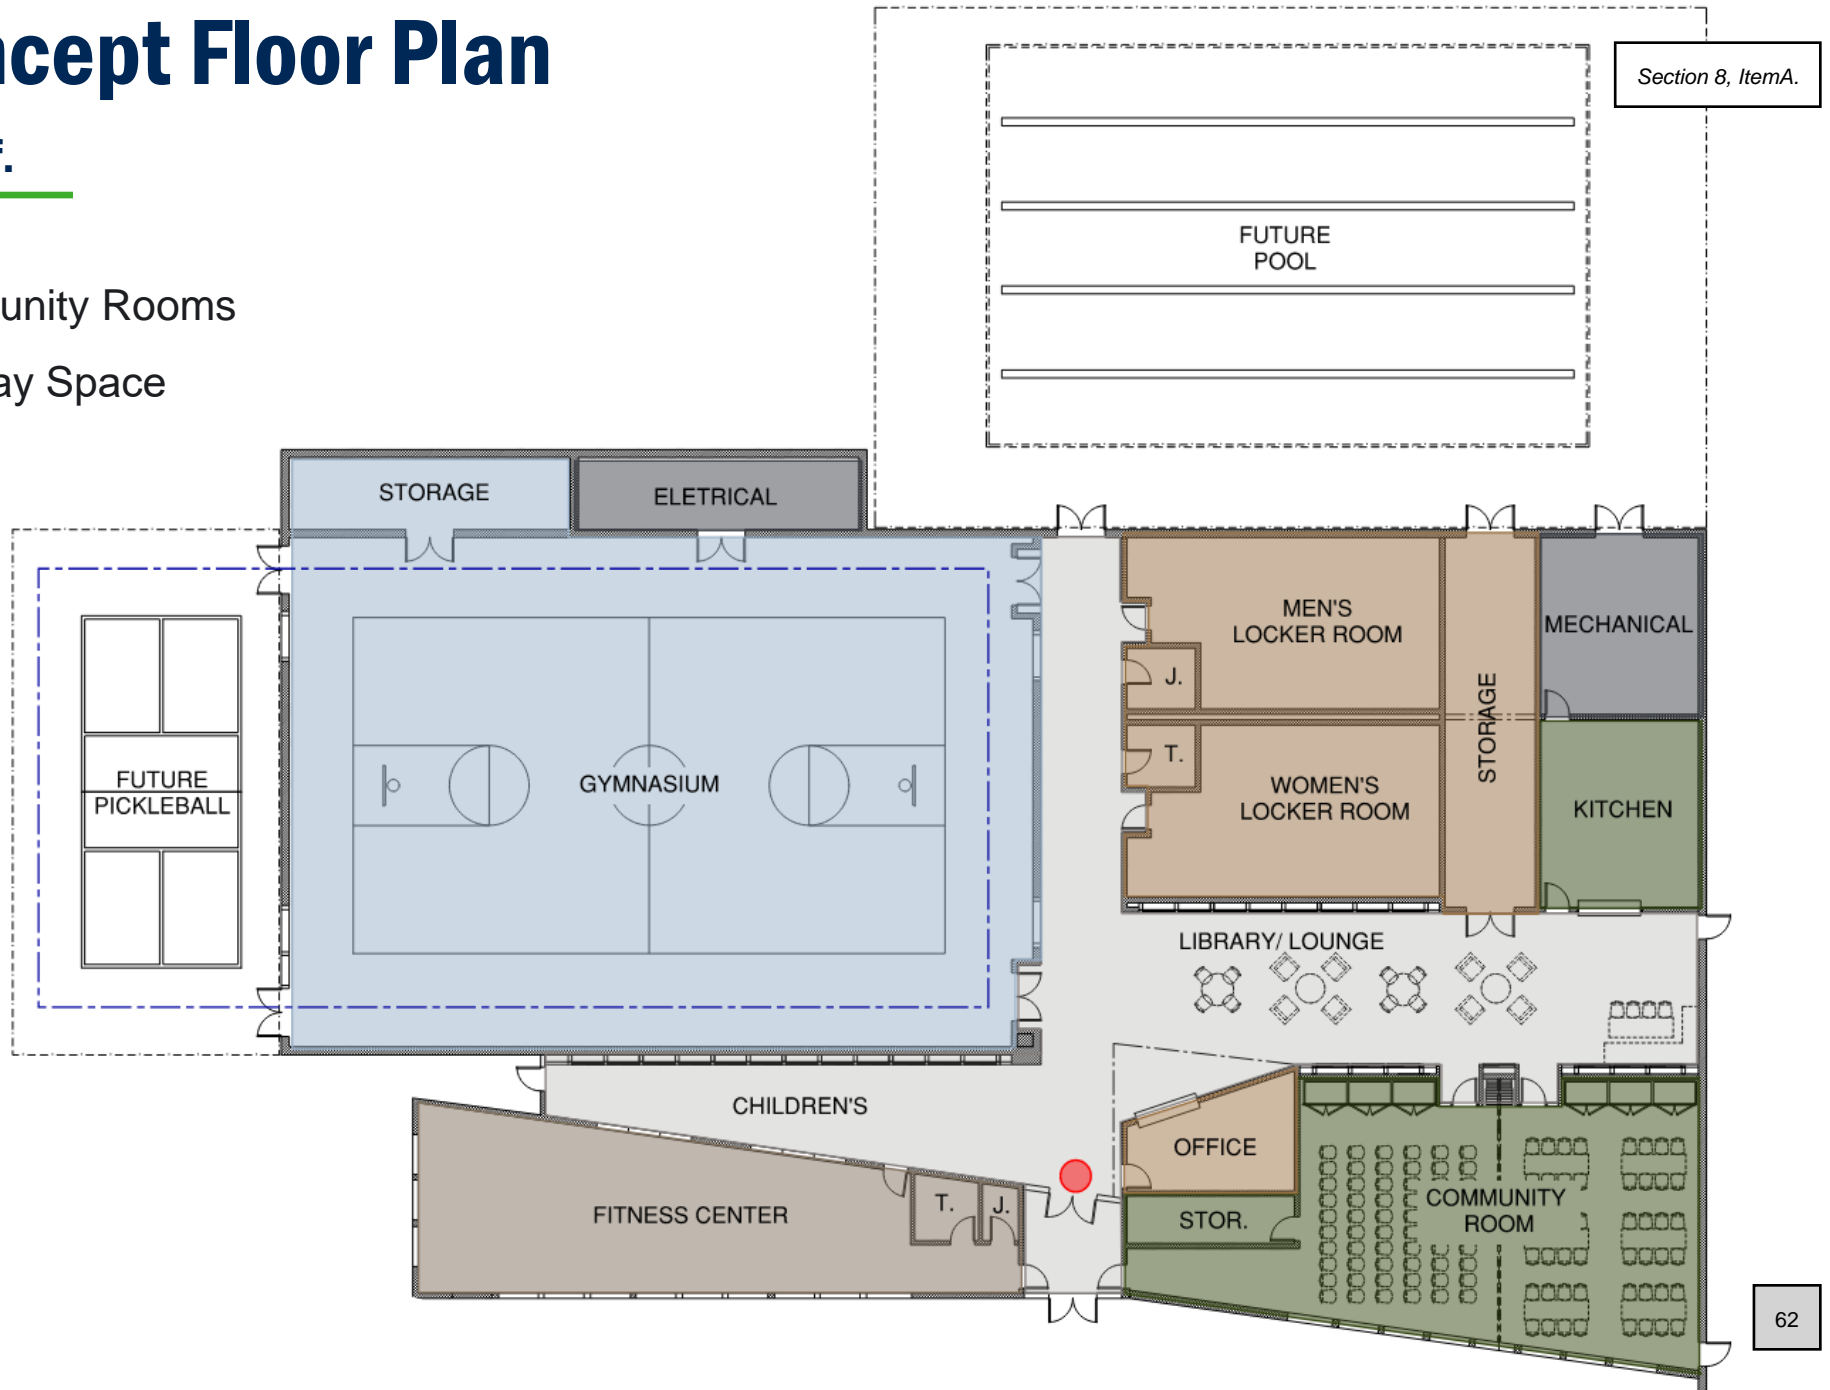 ncept Floor Plan
Section 8, ItemA.
f.
unity Rooms
ay Space
FUTURE
POOL
STORAGE
ELETRICAL
MEN'S
LOCKER ROOM
MECHANICAL
J.
STORAGE
T.
FUTURE
PICKLEBALL
GYMNASIUM
WOMEN'S
LOCKER ROOM
KITCHEN
LIBRARY/ LOUNGE
CHILDREN'S
OFFICE
FITNESS CENTER
T.
J.
STOR.
COMMUNITY
ROOM
62